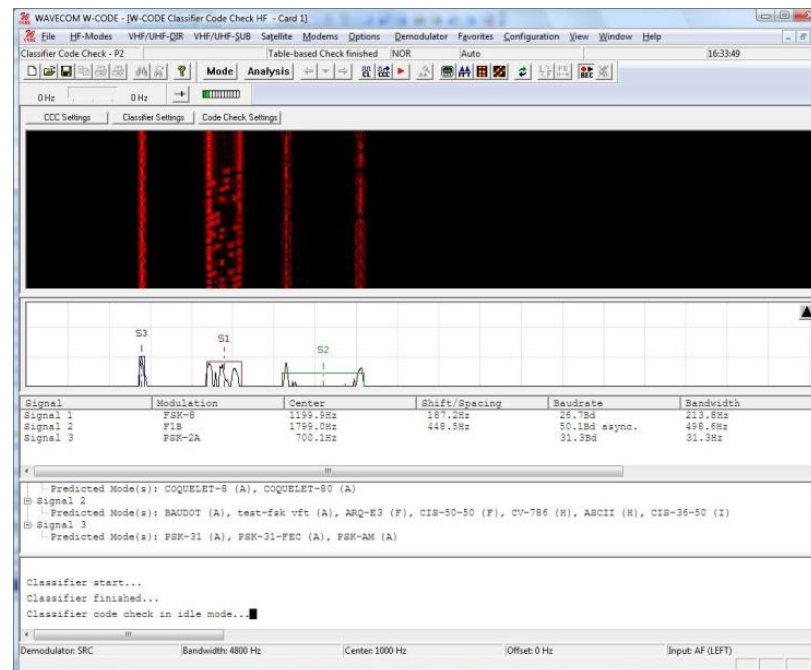 WAVECOM W-CODE - [W-CODE Classifier Code Check HF - Card 1]
File HF-Modes VHF/UHF-DIR VHF/UHF-SUB Satellite Modems Options Demodulator Favorites Configuration View Window Help
Classifier Code Check - P2 Table-based Check finished NOR Auto 16:33:49
Mode Analysis REC
0 Hz 0 Hz
CCC Settings Classifier Settings Code Check Settings
S3 S1 S2
Signal Modulation Center Shift/Spacing Baudrate Bandwidth
Signal 1 FSK-8 1199.9Hz 187.2Hz 26.7Bd 213.8Hz
Signal 2 F1B 1799.0Hz 448.5Hz 50.1Bd async. 498.6Hz
Signal 3 PSK-2A 700.1Hz 31.3Bd 31.3Hz
Predicted Mode(s): COQUELET-8 (A), COQUELET-80 (A)
Signal 2
Predicted Mode(s): BAUDOT (A), test-fsk vft (A), ARQ-E3 (F), CIS-50-50 (F), CV-786 (H), ASCII (H), CIS-36-50 (I)
Signal 3
Predicted Mode(s): PSK-31 (A), PSK-31-FEC (A), PSK-AM (A)
Classifier start...
Classifier finished...
Classifier code check in idle mode...
Demodulator: SRC Bandwidth: 4800 Hz Center: 1000 Hz Offset: 0 Hz Input: AF (LEFT)